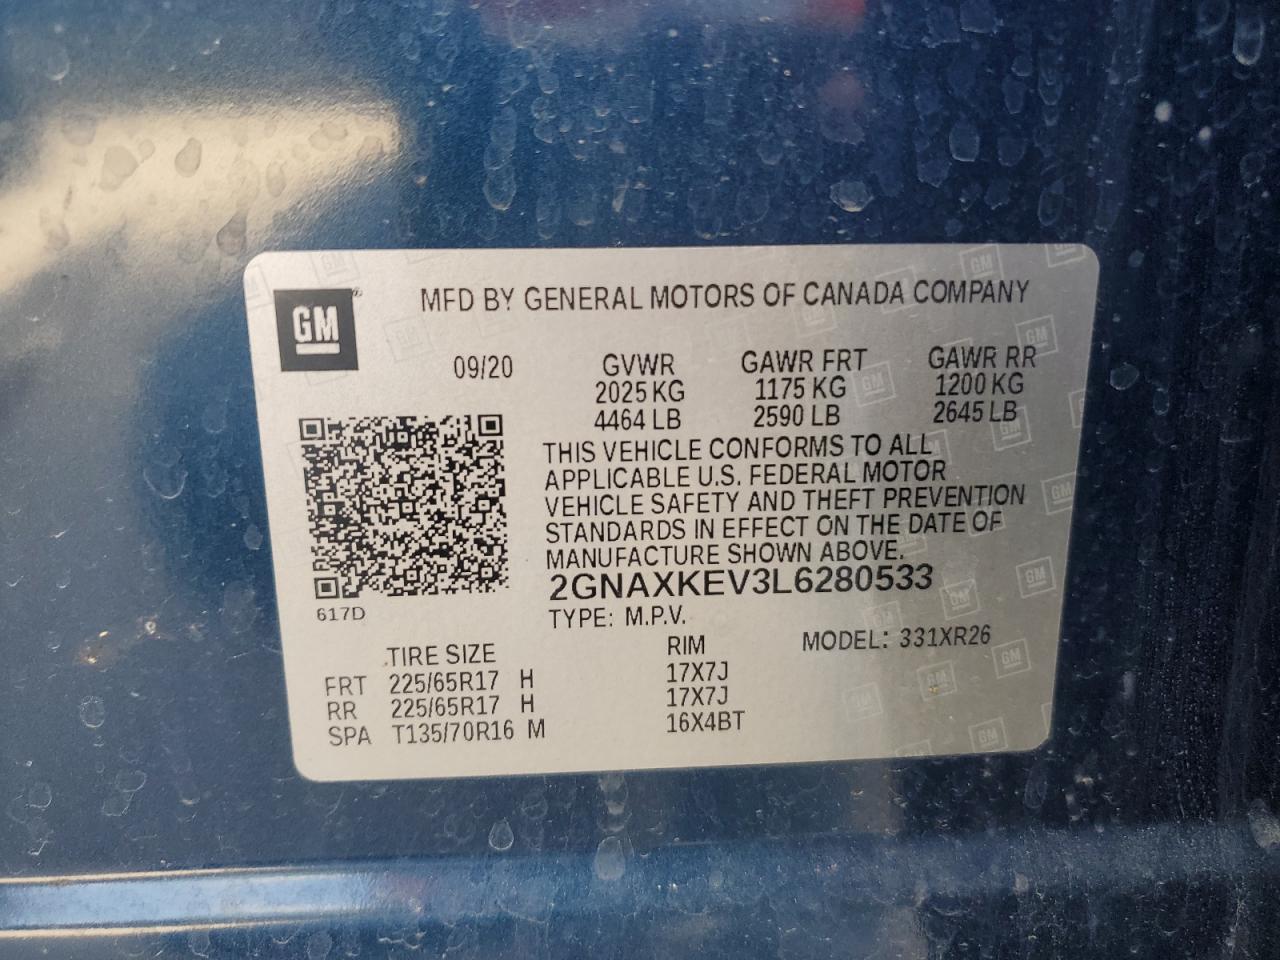 GM®
MFD BY GENERAL MOTORS OF CANADA COMPANY
09/20 GVWR GAWR FRT GAWR RR
2025 KG 1175 KG 1200 KG
4464 LB 2590 LB 2645 LB
THIS VEHICLE CONFORMS TO ALL
APPLICABLE U.S. FEDERAL MOTOR
VEHICLE SAFETY AND THEFT PREVENTION
STANDARDS IN EFFECT ON THE DATE OF
MANUFACTURE SHOWN ABOVE.
2GNAXKEV3L6280533
617D
TYPE: M.P.V.
MODEL: 331XR26
TIRE SIZE RIM
FRT 225/65R17 H 17X7J
RR 225/65R17 H 17X7J
SPA T135/70R16 M 16X4BT